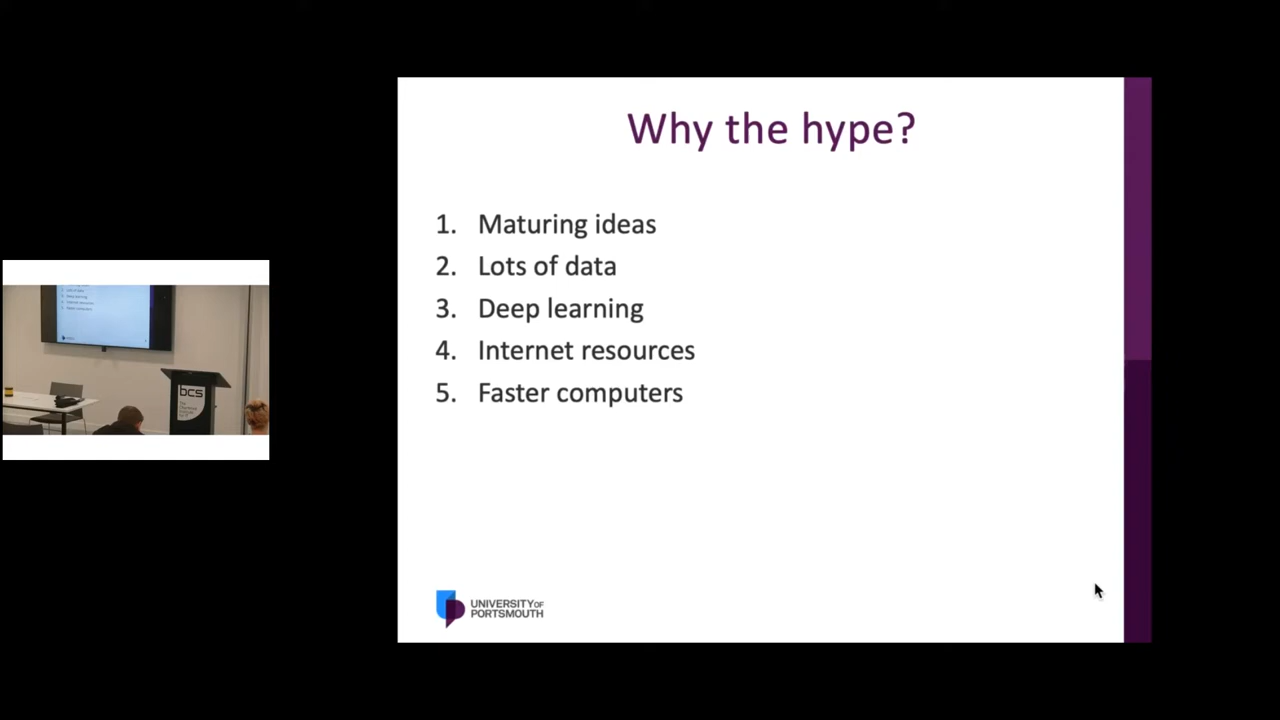 Why the hype?
1. Maturing ideas
2. Lots of data
3. Deep learning
4. Internet resources
5. Faster computers
UNIVERSITY OF
PORTSMOUTH
bcs